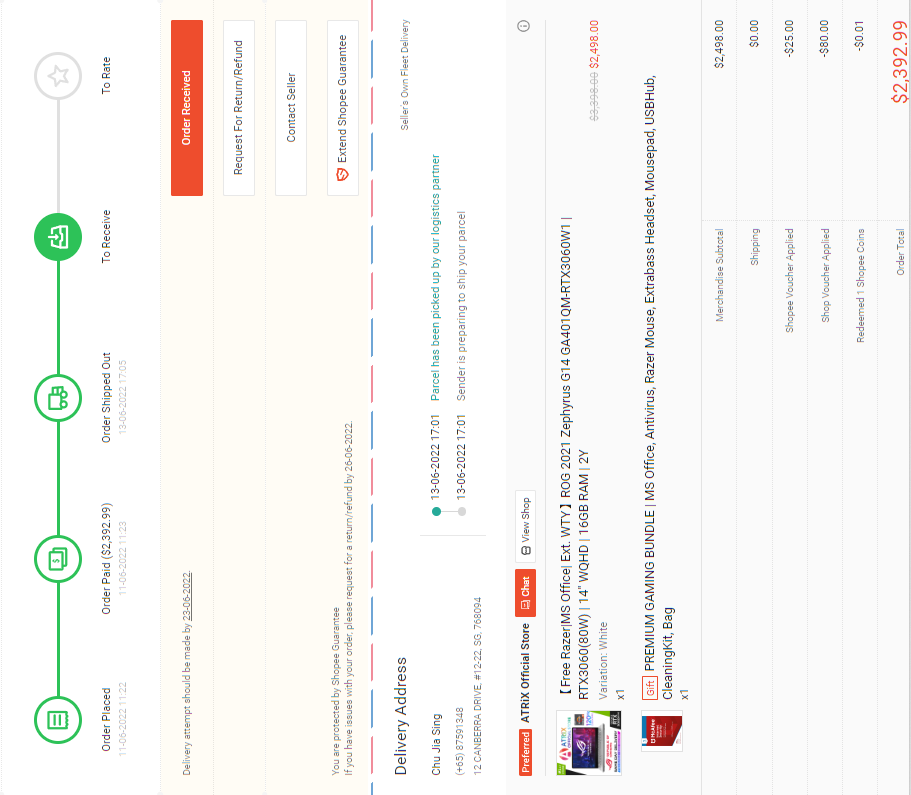 Order Placed
11-06-2022 11:22
Order Paid ($2,392.99)
11-06-2022 11:23
Order Shipped Out
13-06-2022 17:05
To Receive
To Rate
Delivery attempt should be made by 23-06-2022.
Order Received
Request For Return/Refund
Contact Seller
You are protected by Shopee Guarantee
If you have issues with your order, please request for a return/refund by 26-06-2022.
Extend Shopee Guarantee
Delivery Address
Seller's Own Fleet Delivery
Chu Jia Sing
(+65) 87591348
12 CANBERRA DRIVE, #12-22, SG, 768094
13-06-2022 17:01 Parcel has been picked up by our logistics partner
13-06-2022 17:01 Sender is preparing to ship your parcel
Preferred ATRiX Official Store Chat View Shop
【Free Razer|MS Office| Ext. WTY】ROG 2021 Zephyrus G14 GA401QM-RTX3060W1 |
RTX3060(80W) | 14" WQHD | 16GB RAM | 2Y
Variation: White
x1
$3,398.00 $2,498.00
Gift PREMIUM GAMING BUNDLE | MS Office, Antivirus, Razer Mouse, Extrabass Headset, Mousepad, USBHub,
CleaningKit, Bag
x1
McAfee
Merchandise Subtotal $2,498.00
Shipping $0.00
Shopee Voucher Applied -$25.00
Shop Voucher Applied -$80.00
Redeemed 1 Shopee Coins -$0.01
Order Total $2,392.99